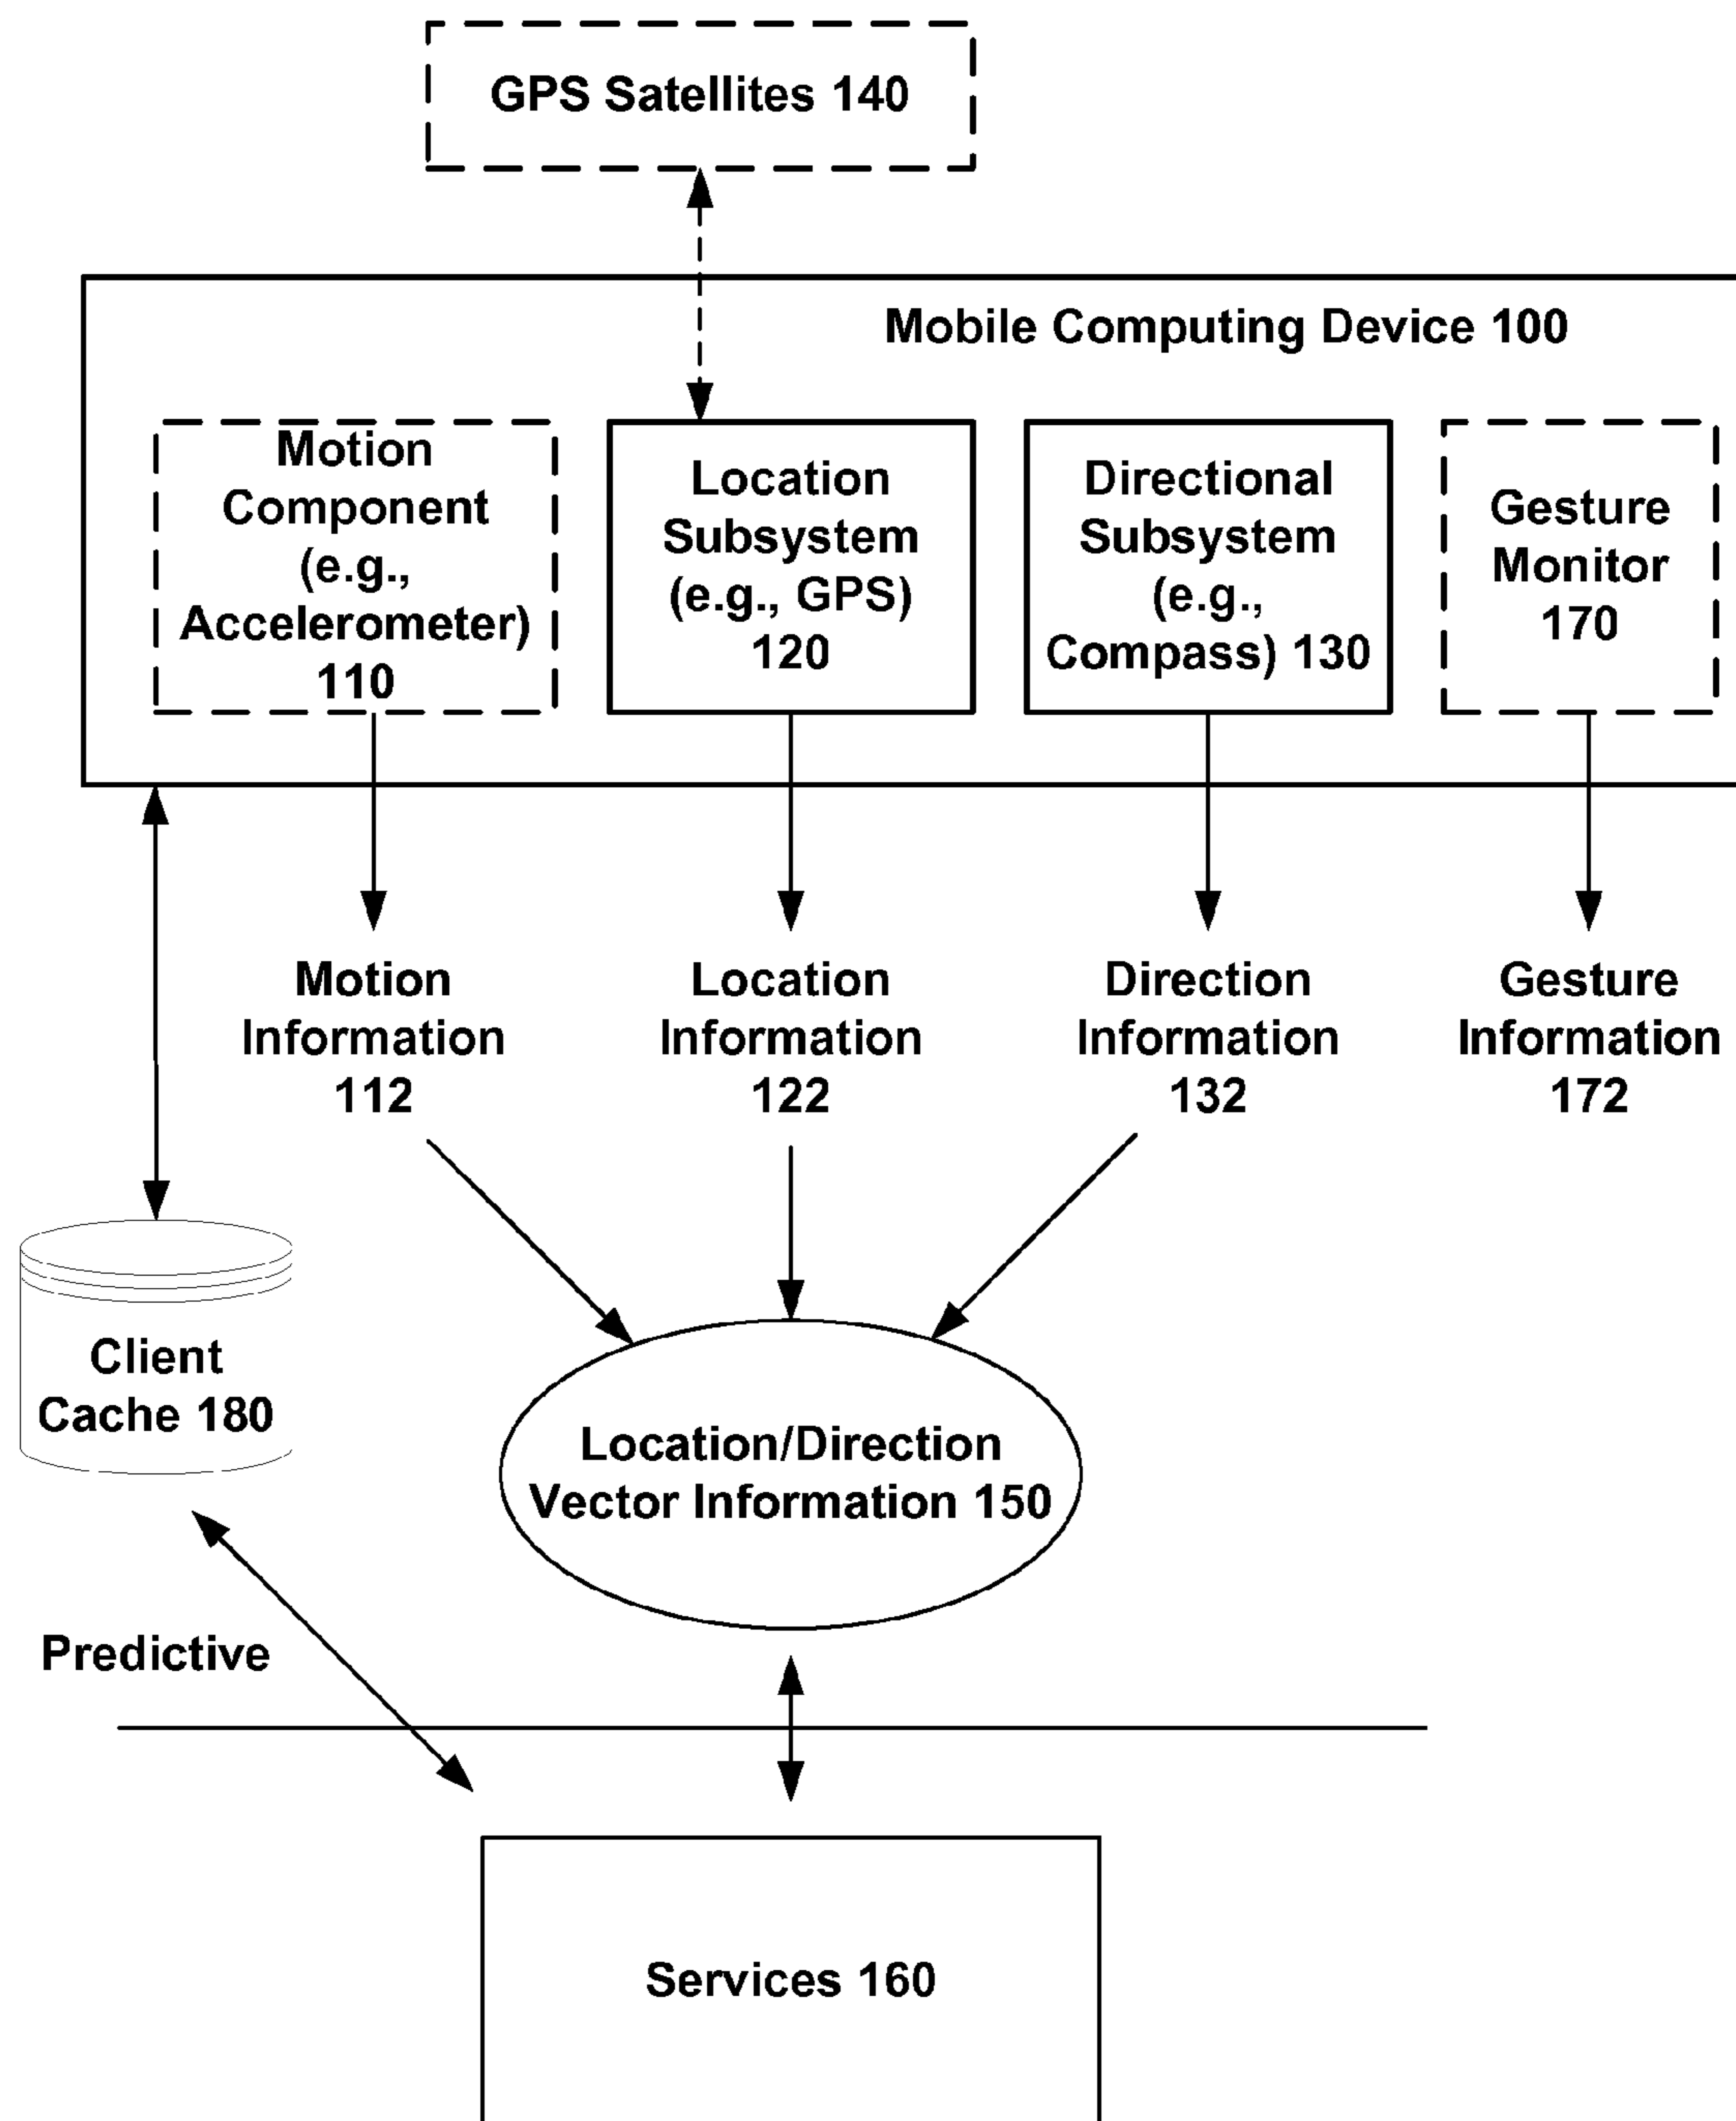 GPS Satellites 140
Mobile Computing Device 100
Motion
Component
(e.g.,
Accelerometer)
110
Location
Subsystem
(e.g., GPS)
120
Directional
Subsystem
(e.g.,
Compass) 130
Gesture
Monitor
170
Motion
Information
112
Location
Information
122
Direction
Information
132
Gesture
Information
172
Client
Cache 180
Location/Direction
Vector Information 150
Predictive
Services 160